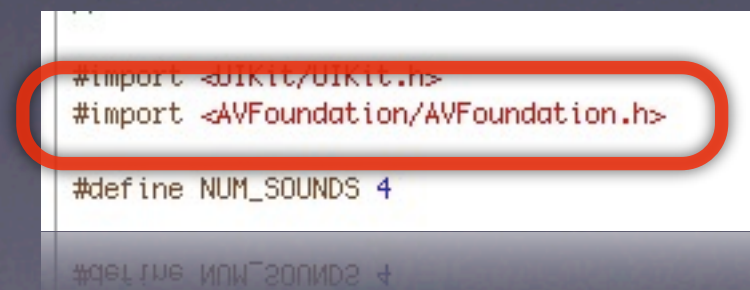 #import <UIKit/UIKit.h>
#import <AVFoundation/AVFoundation.h>
#define NUM_SOUNDS 4